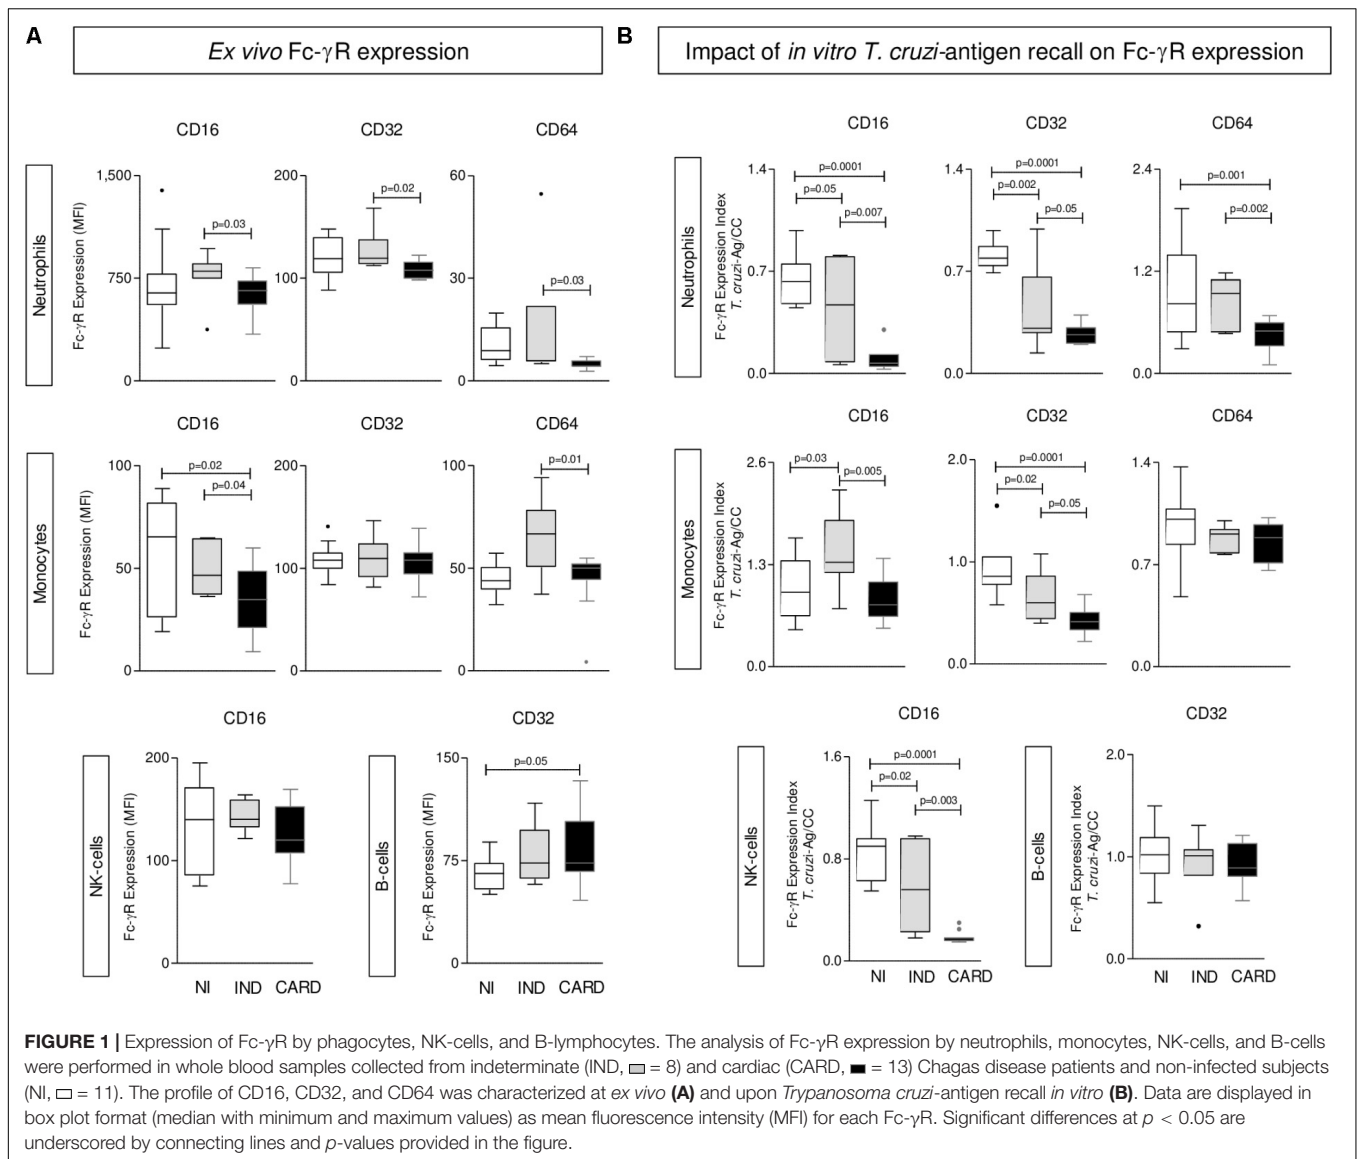 A
Ex vivo Fc-γR expression
CD16
CD32
CD64
Neutrophils
Fc-γR Expression (MFI)
1,500
750
0
p=0.03
200
100
0
p=0.02
60
30
0
p=0.03
CD16
CD32
CD64
Monocytes
Fc-γR Expression (MFI)
100
50
0
p=0.02
p=0.04
200
100
0
100
50
0
p=0.01
CD16
CD32
NK-cells
Fc-γR Expression (MFI)
200
100
0
NI IND CARD
B-cells
Fc-γR Expression (MFI)
150
75
0
p=0.05
NI IND CARD
B
Impact of in vitro T. cruzi-antigen recall on Fc-γR expression
CD16
CD32
CD64
Neutrophils
Fc-γR Expression Index
T. cruzi-Ag/CC
1.4
0.7
0.0
p=0.0001
p=0.05
p=0.007
1.4
0.7
0.0
p=0.0001
p=0.002
p=0.05
2.4
1.2
0.0
p=0.001
p=0.002
CD16
CD32
CD64
Monocytes
Fc-γR Expression Index
T. cruzi-Ag/CC
2.6
1.3
0.0
p=0.03
p=0.005
2.0
1.0
0.0
p=0.0001
p=0.02
p=0.05
1.4
0.7
0.0
CD16
CD32
NK-cells
Fc-γR Expression Index
T. cruzi-Ag/CC
1.6
0.8
0.0
p=0.0001
p=0.02
p=0.003
NI IND CARD
B-cells
Fc-γR Expression Index
T. cruzi-Ag/CC
2.0
1.0
0.0
NI IND CARD
FIGURE 1 | Expression of Fc-γR by phagocytes, NK-cells, and B-lymphocytes. The analysis of Fc-γR expression by neutrophils, monocytes, NK-cells, and B-cells
were performed in whole blood samples collected from indeterminate (IND, = 8) and cardiac (CARD, = 13) Chagas disease patients and non-infected subjects
(NI, = 11). The profile of CD16, CD32, and CD64 was characterized at ex vivo (A) and upon Trypanosoma cruzi-antigen recall in vitro (B). Data are displayed in
box plot format (median with minimum and maximum values) as mean fluorescence intensity (MFI) for each Fc-γR. Significant differences at p < 0.05 are
underscored by connecting lines and p-values provided in the figure.